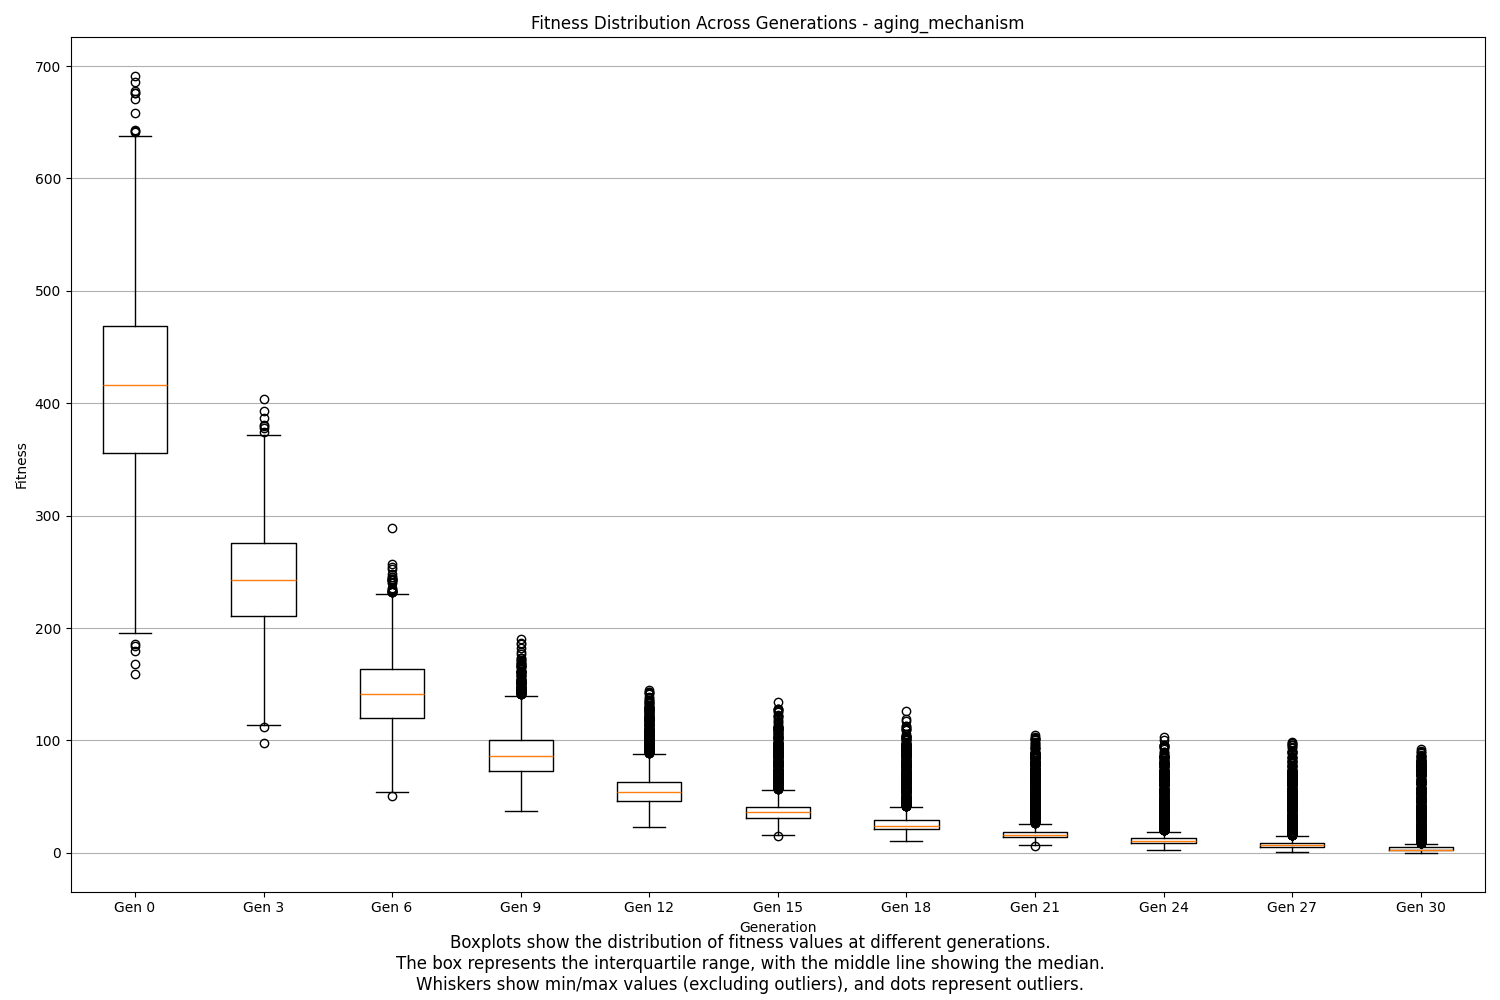 Fitness Distribution Across Generations - aging_mechanism
Fitness
700
600
500
400
300
200
100
0
Gen 0 Gen 3 Gen 6 Gen 9 Gen 12 Gen 15 Gen 18 Gen 21 Gen 24 Gen 27 Gen 30
Generation
Boxplots show the distribution of fitness values at different generations.
The box represents the interquartile range, with the middle line showing the median.
Whiskers show min/max values (excluding outliers), and dots represent outliers.